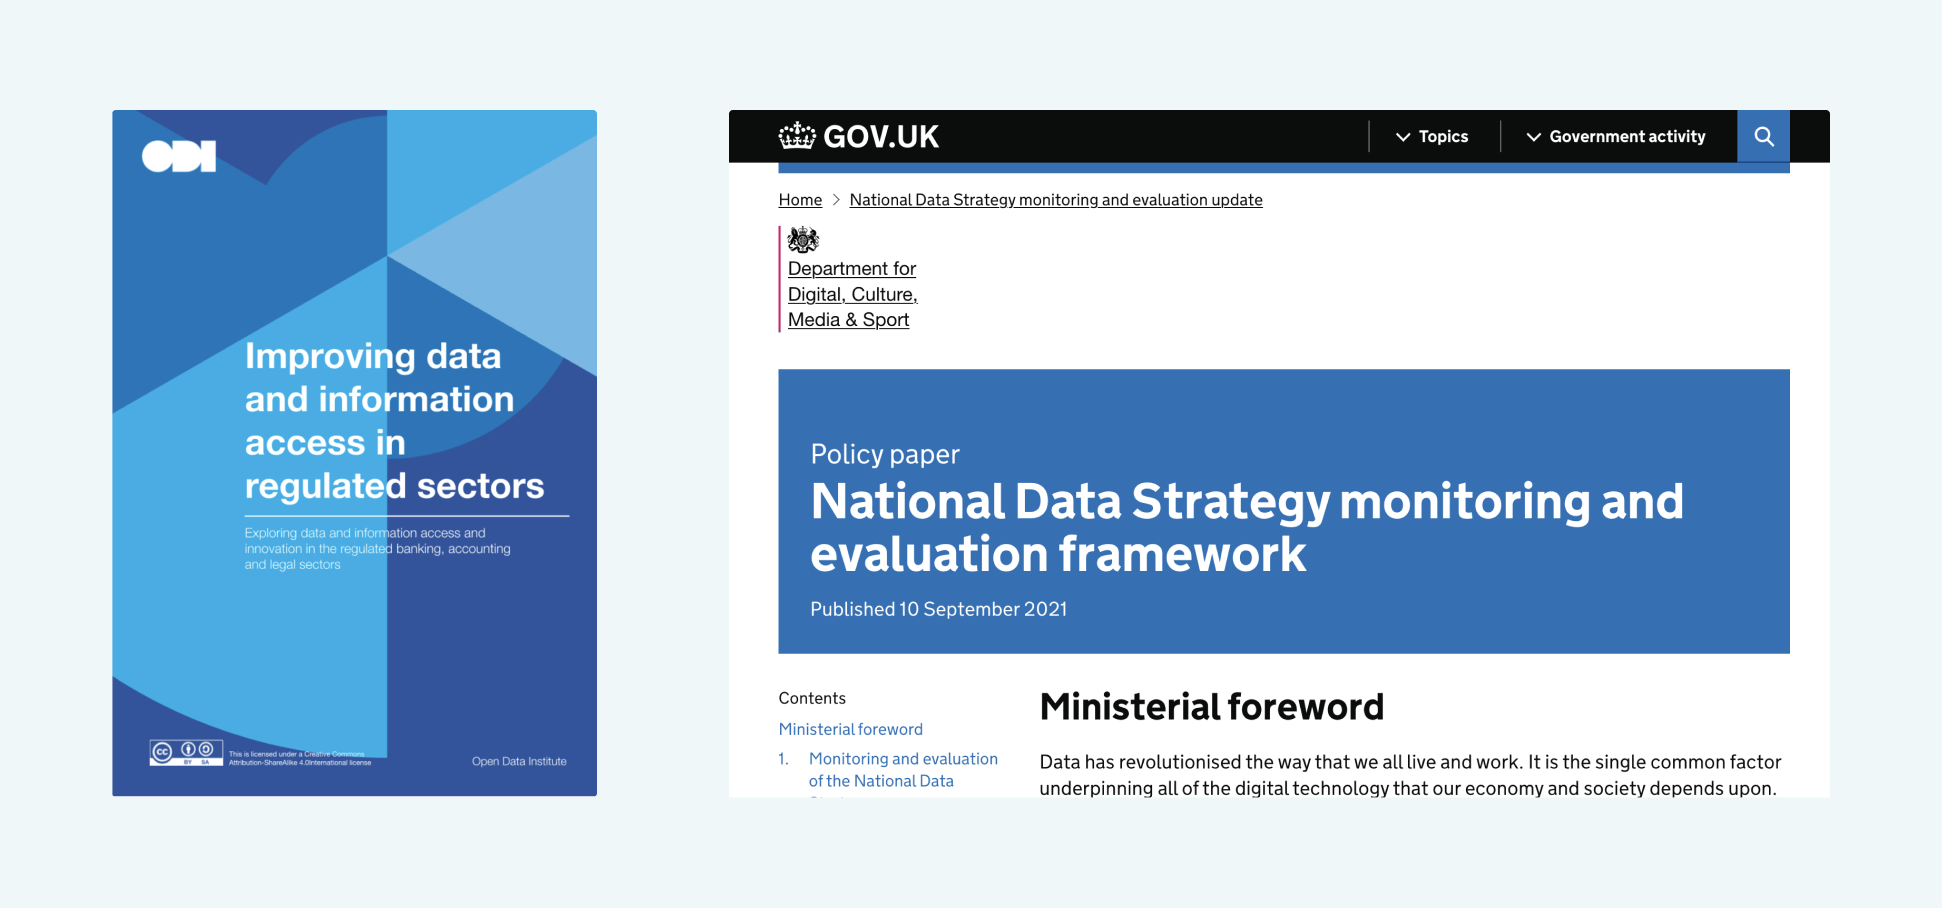 ODI
Improving data
and information
access in
regulated sectors
Exploring data and information access and
innovation in the regulated banking, accounting
and legal sectors
CC BY SA
This is licensed under a Creative Commons
Attribution-ShareAlike 4.0International license
Open Data Institute
GOV.UK
Topics
Government activity
Home > National Data Strategy monitoring and evaluation update
Department for
Digital, Culture,
Media & Sport
Policy paper
National Data Strategy monitoring and
evaluation framework
Published 10 September 2021
Contents
Ministerial foreword
1. Monitoring and evaluation
of the National Data
Ministerial foreword
Data has revolutionised the way that we all live and work. It is the single common factor
underpinning all of the digital technology that our economy and society depends upon.